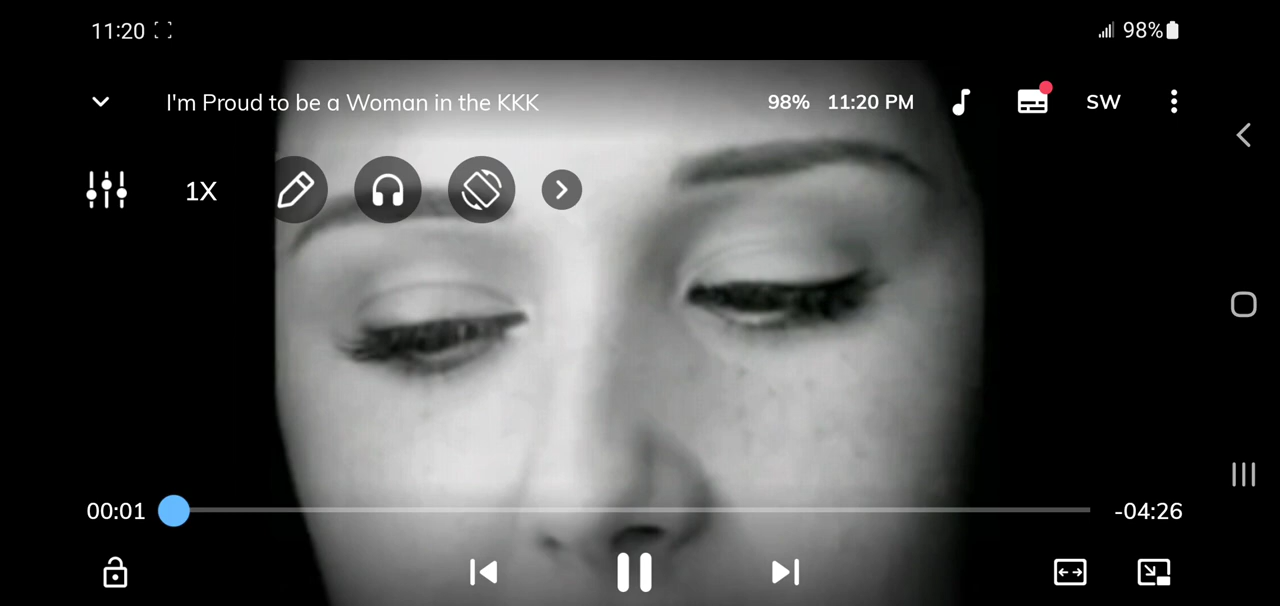 11:20 98%
I'm Proud to be a Woman in the KKK 98% 11:20 PM SW
1X
00:01 -04:26